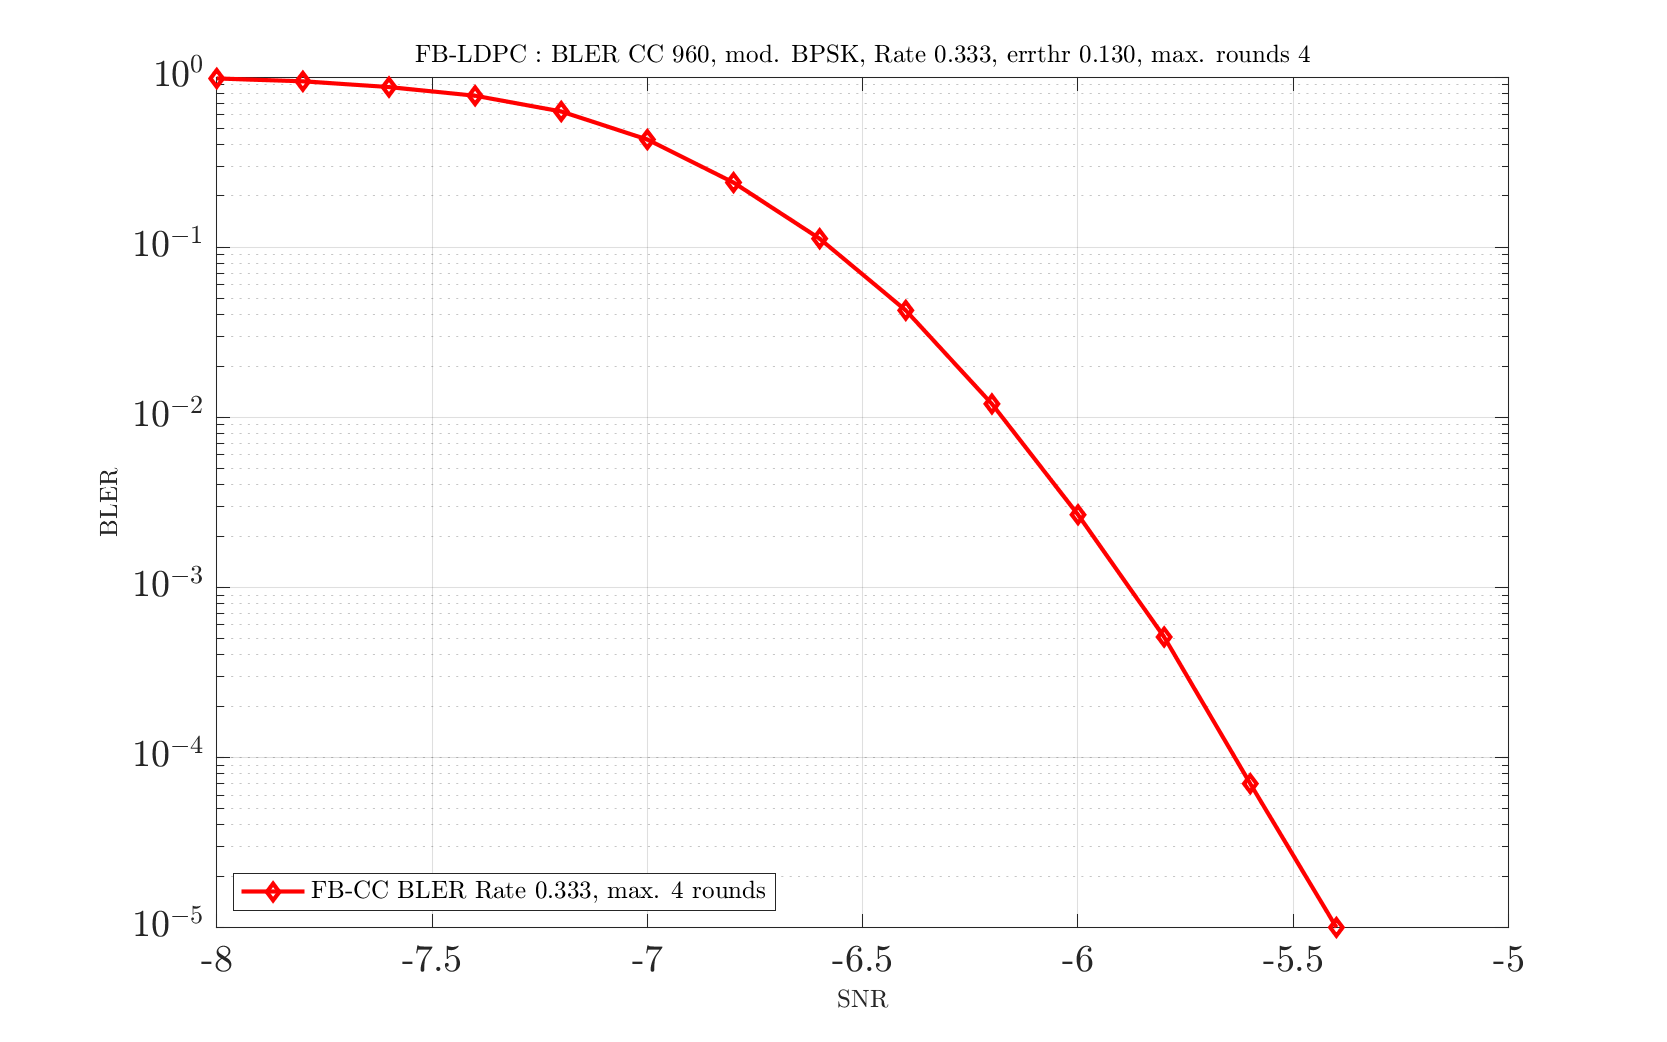 FB-LDPC : BLER CC 960, mod. BPSK, Rate 0.333, errthr 0.130, max. rounds 4
10^0
10^{-1}
10^{-2}
10^{-3}
10^{-4}
10^{-5}
BLER
FB-CC BLER Rate 0.333, max. 4 rounds
-8 -7.5 -7 -6.5 -6 -5.5 -5
SNR